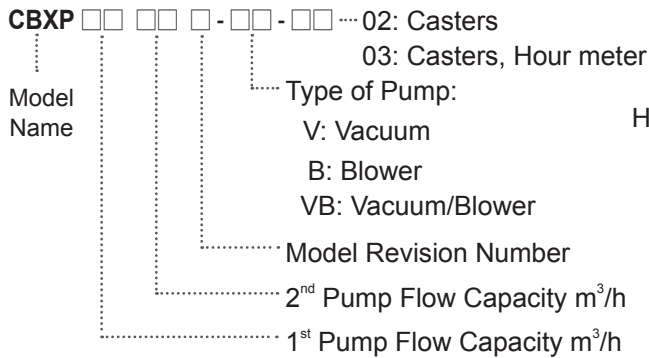 CBXP □□ □□ □ - □□ - □□ 02: Casters
03: Casters, Hour meter
Model
Name
Type of Pump:
V: Vacuum
B: Blower
VB: Vacuum/Blower
H
Model Revision Number
2nd Pump Flow Capacity m³/h
1st Pump Flow Capacity m³/h